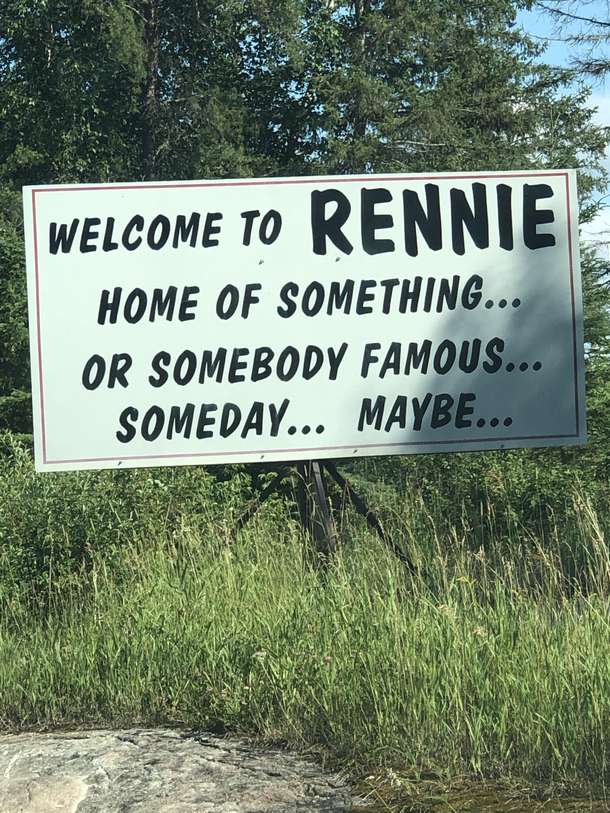 WELCOME TO RENNIE
HOME OF SOMETHING...
OR SOMEBODY FAMOUS...
SOMEDAY... MAYBE...